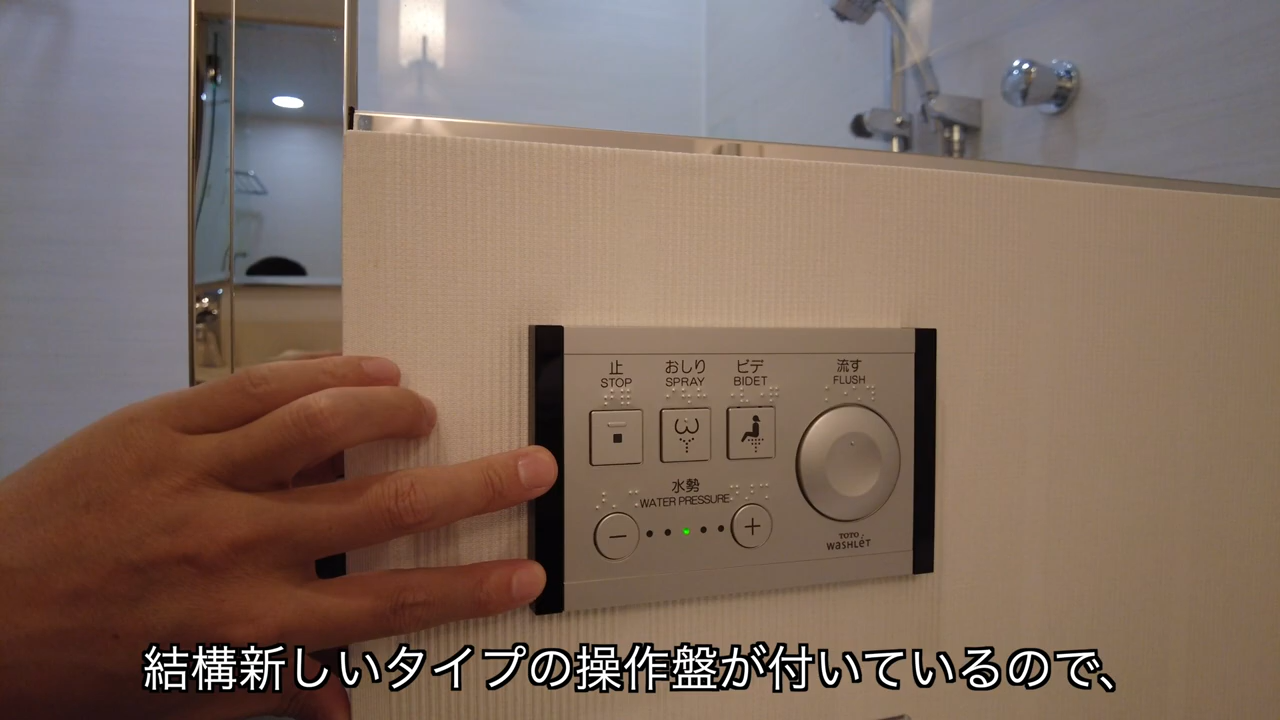 止 おしり ビデ 流す
STOP SPRAY BIDET FLUSH
水勢
WATER PRESSURE
− +
TOTO
WASHLET
結構新しいタイプの操作盤が付いているので、